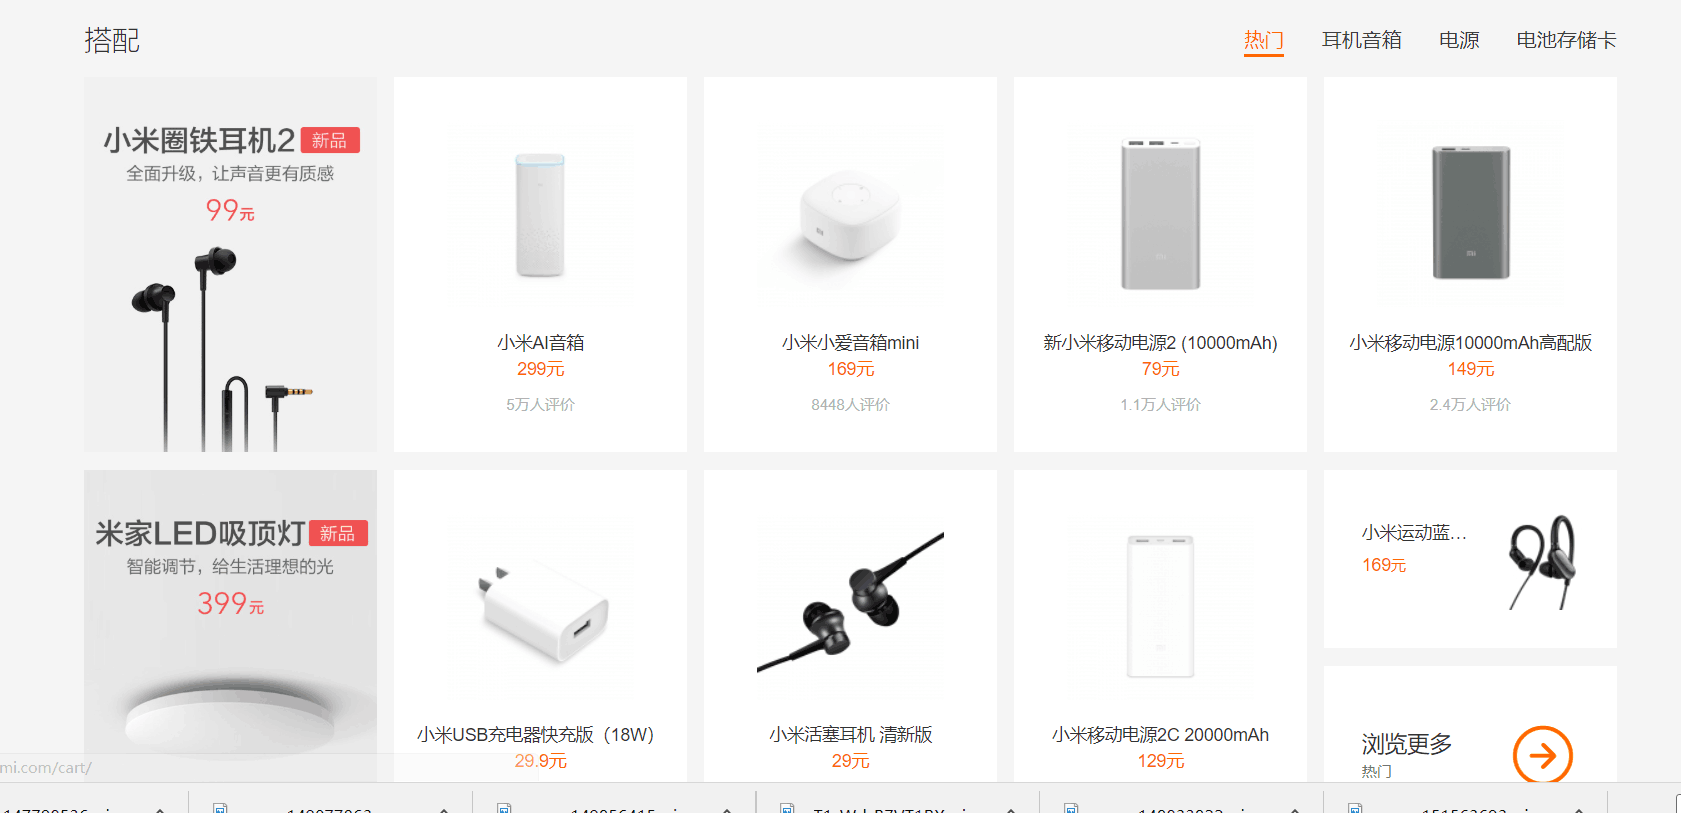 搭配
热门 耳机音箱 电源 电池存储卡
小米圈铁耳机2 新品
全面升级，让声音更有质感
99元
小米AI音箱
299元
5万人评价
小米小爱音箱mini
169元
8448人评价
新小米移动电源2 (10000mAh)
79元
1.1万人评价
小米移动电源10000mAh高配版
149元
2.4万人评价
米家LED吸顶灯 新品
智能调节，给生活理想的光
399元
小米USB充电器快充版（18W）
29.9元
小米活塞耳机 清新版
29元
小米移动电源2C 20000mAh
129元
小米运动蓝...
169元
浏览更多
热门
mi.com/cart/